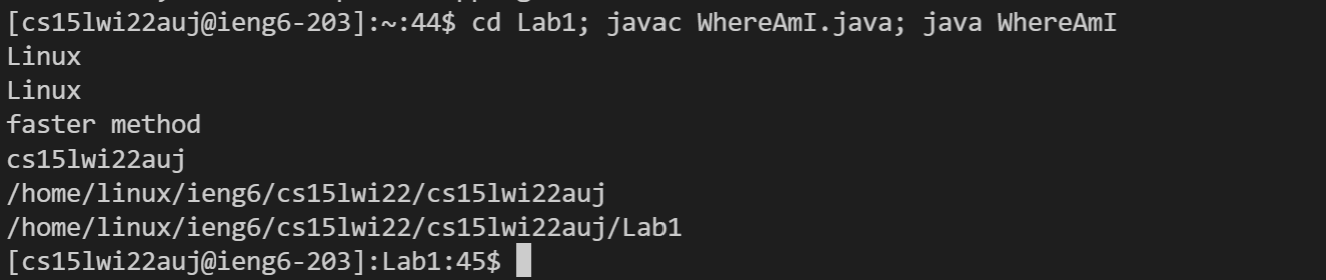 [cs15lwi22auj@ieng6-203]:~:44$ cd Lab1; javac WhereAmI.java; java WhereAmI
Linux
Linux
faster method
cs15lwi22auj
/home/linux/ieng6/cs15lwi22/cs15lwi22auj
/home/linux/ieng6/cs15lwi22/cs15lwi22auj/Lab1
[cs15lwi22auj@ieng6-203]:Lab1:45$